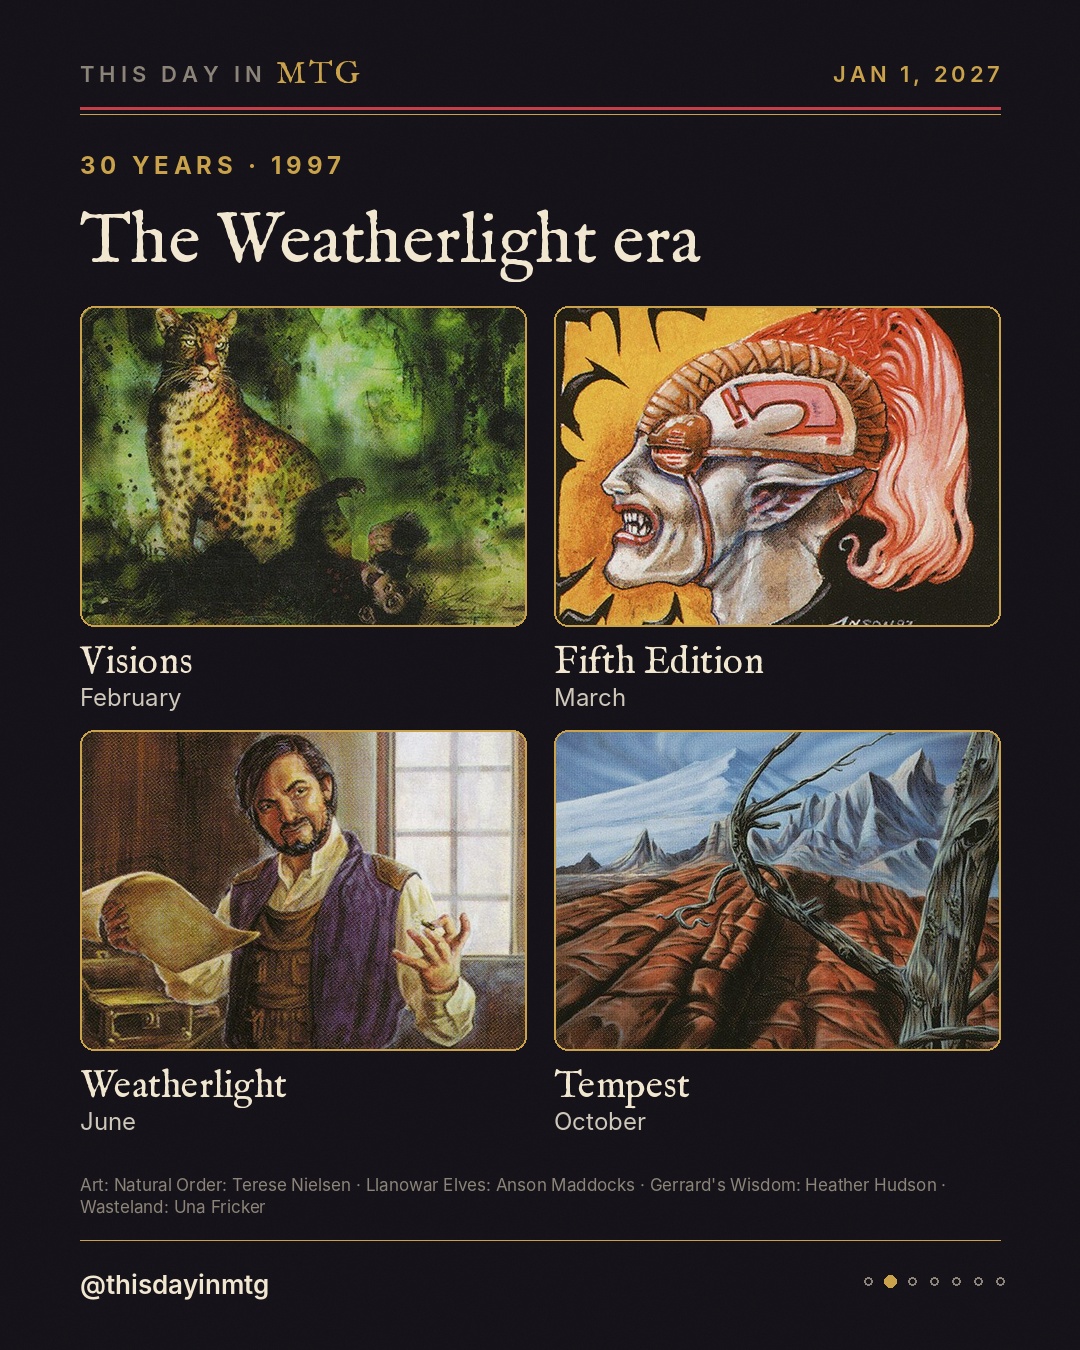 THIS DAY IN MTG
JAN 1, 2027
30 YEARS · 1997
The Weatherlight era
ANSON 97
Visions
February
Fifth Edition
March
Weatherlight
June
Tempest
October
Art: Natural Order: Terese Nielsen · Llanowar Elves: Anson Maddocks · Gerrard's Wisdom: Heather Hudson ·
Wasteland: Una Fricker
@thisdayinmtg